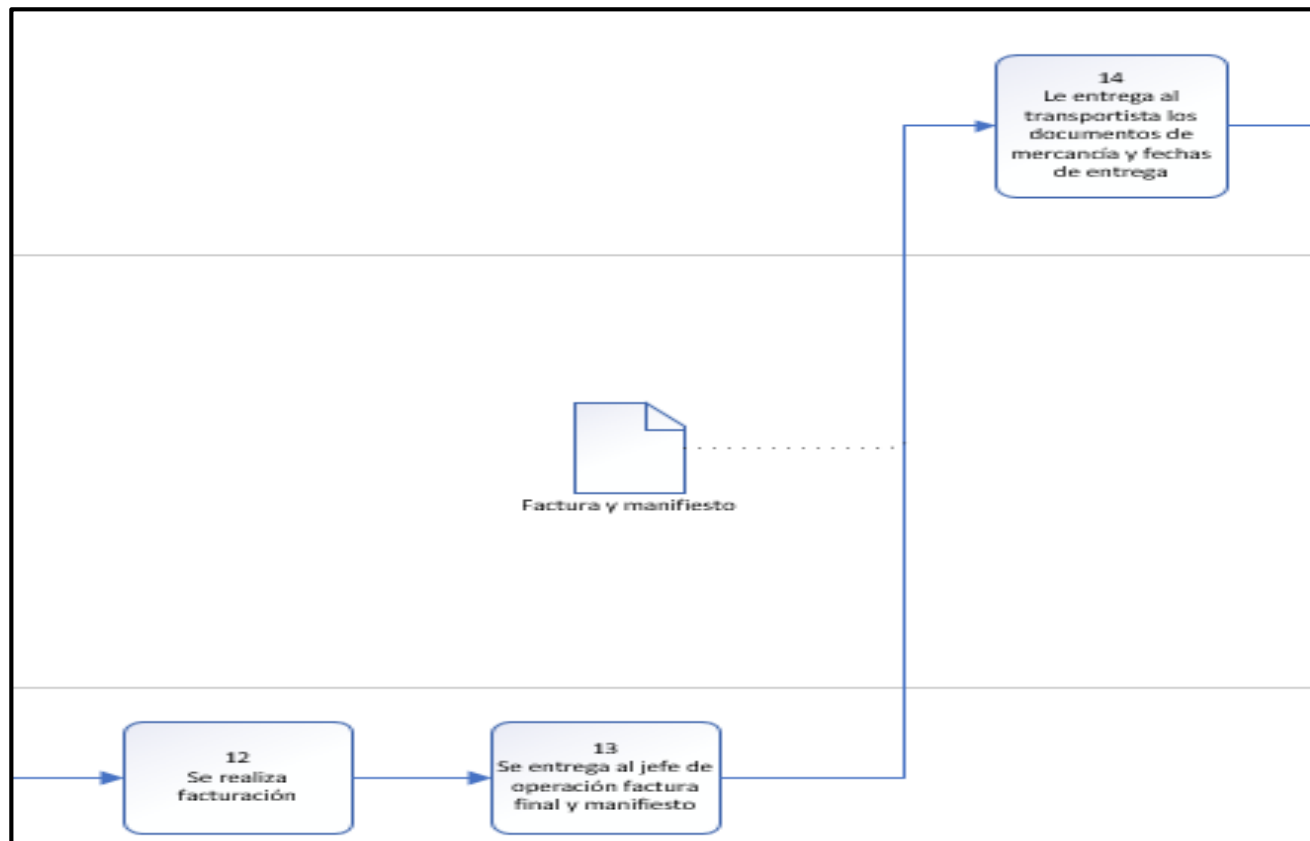 14
Le entrega al
transportista los
documentos de
mercancía y fechas
de entrega
Factura y manifiesto
12
Se realiza
facturación
13
Se entrega al jefe de
operación factura
final y manifiesto